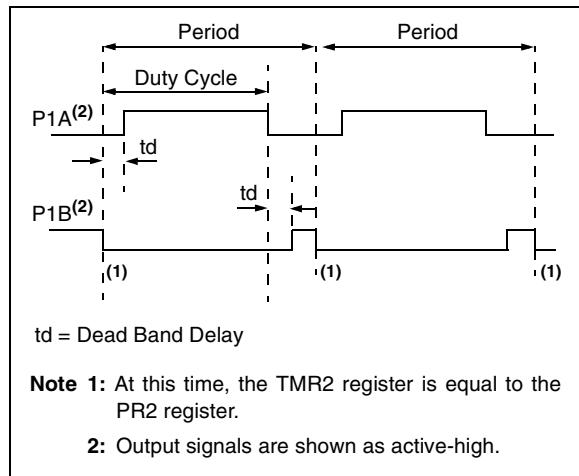 Period Period
Duty Cycle
P1A(2)
td
td
P1B(2)
(1) (1) (1)
td = Dead Band Delay
Note 1: At this time, the TMR2 register is equal to the
PR2 register.
2: Output signals are shown as active-high.